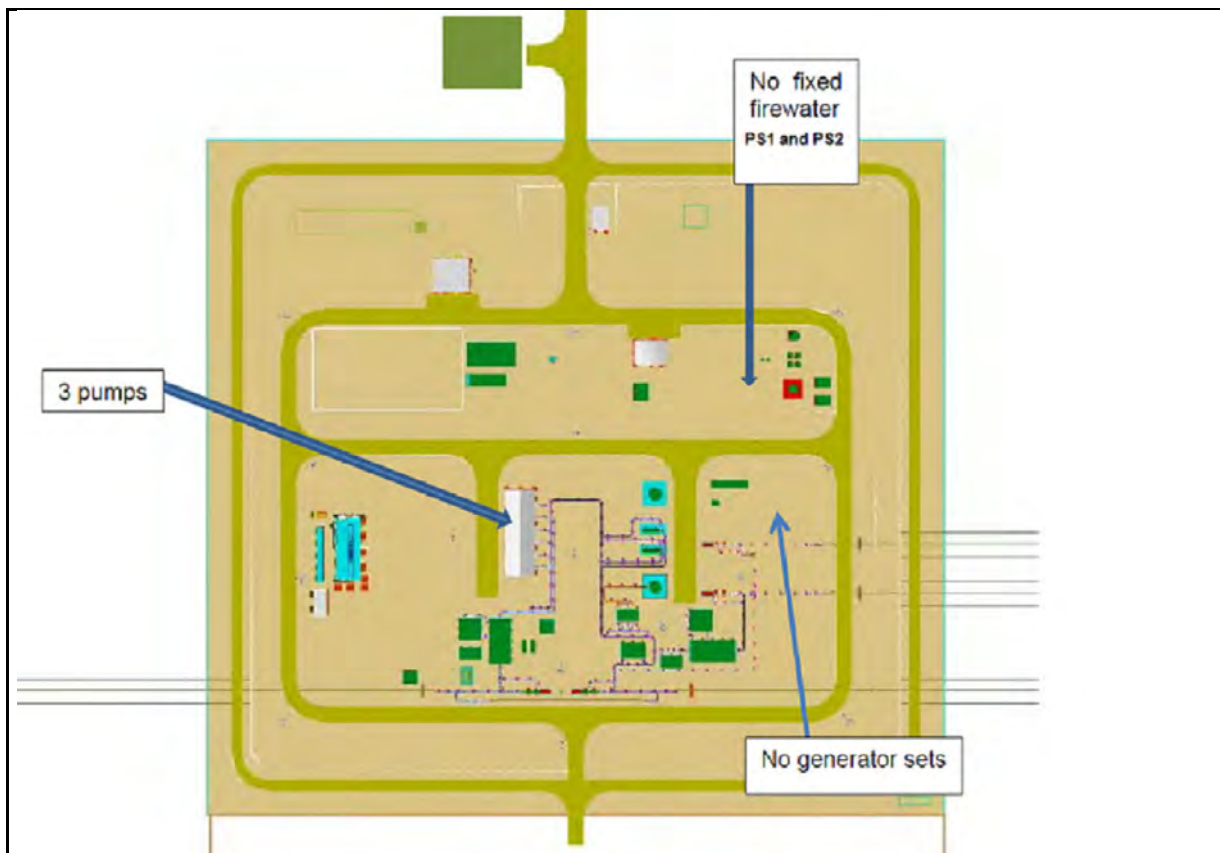 No fixed
firewater
PS1 and PS2
3 pumps
No generator sets